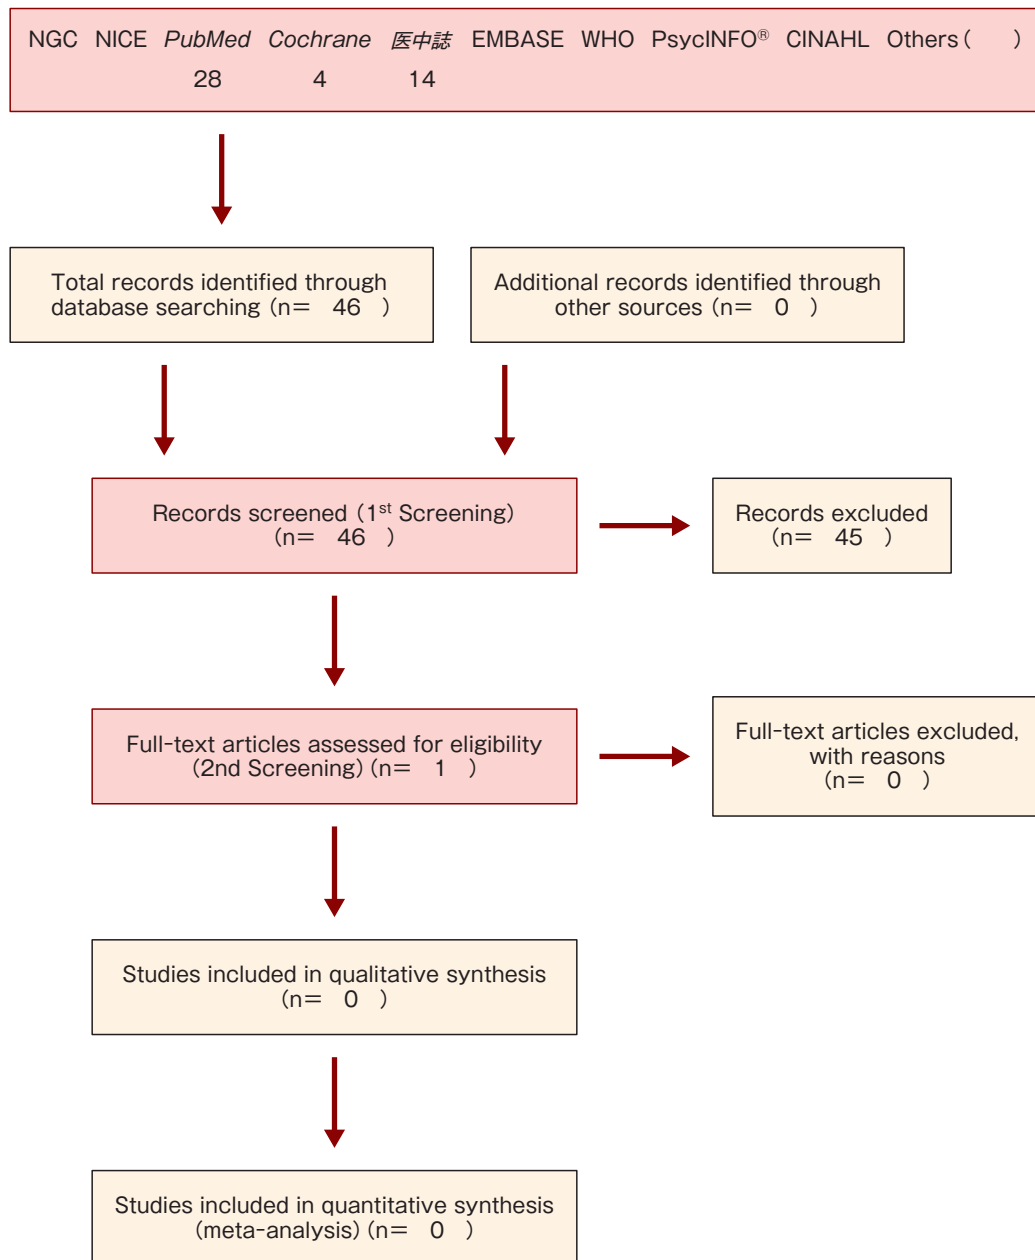 NGC NICE PubMed Cochrane 医中誌 EMBASE WHO PsycINFO® CINAHL Others（　　）
28 4 14
Total records identified through
database searching（n＝ 46 ）
Additional records identified through
other sources（n＝ 0 ）
Records screened（1st Screening）
（n＝ 46 ）
Records excluded
（n＝ 45 ）
Full-text articles assessed for eligibility
（2nd Screening）（n＝ 1 ）
Full-text articles excluded,
with reasons
（n＝ 0 ）
Studies included in qualitative synthesis
（n＝ 0 ）
Studies included in quantitative synthesis
（meta-analysis）（n＝ 0 ）